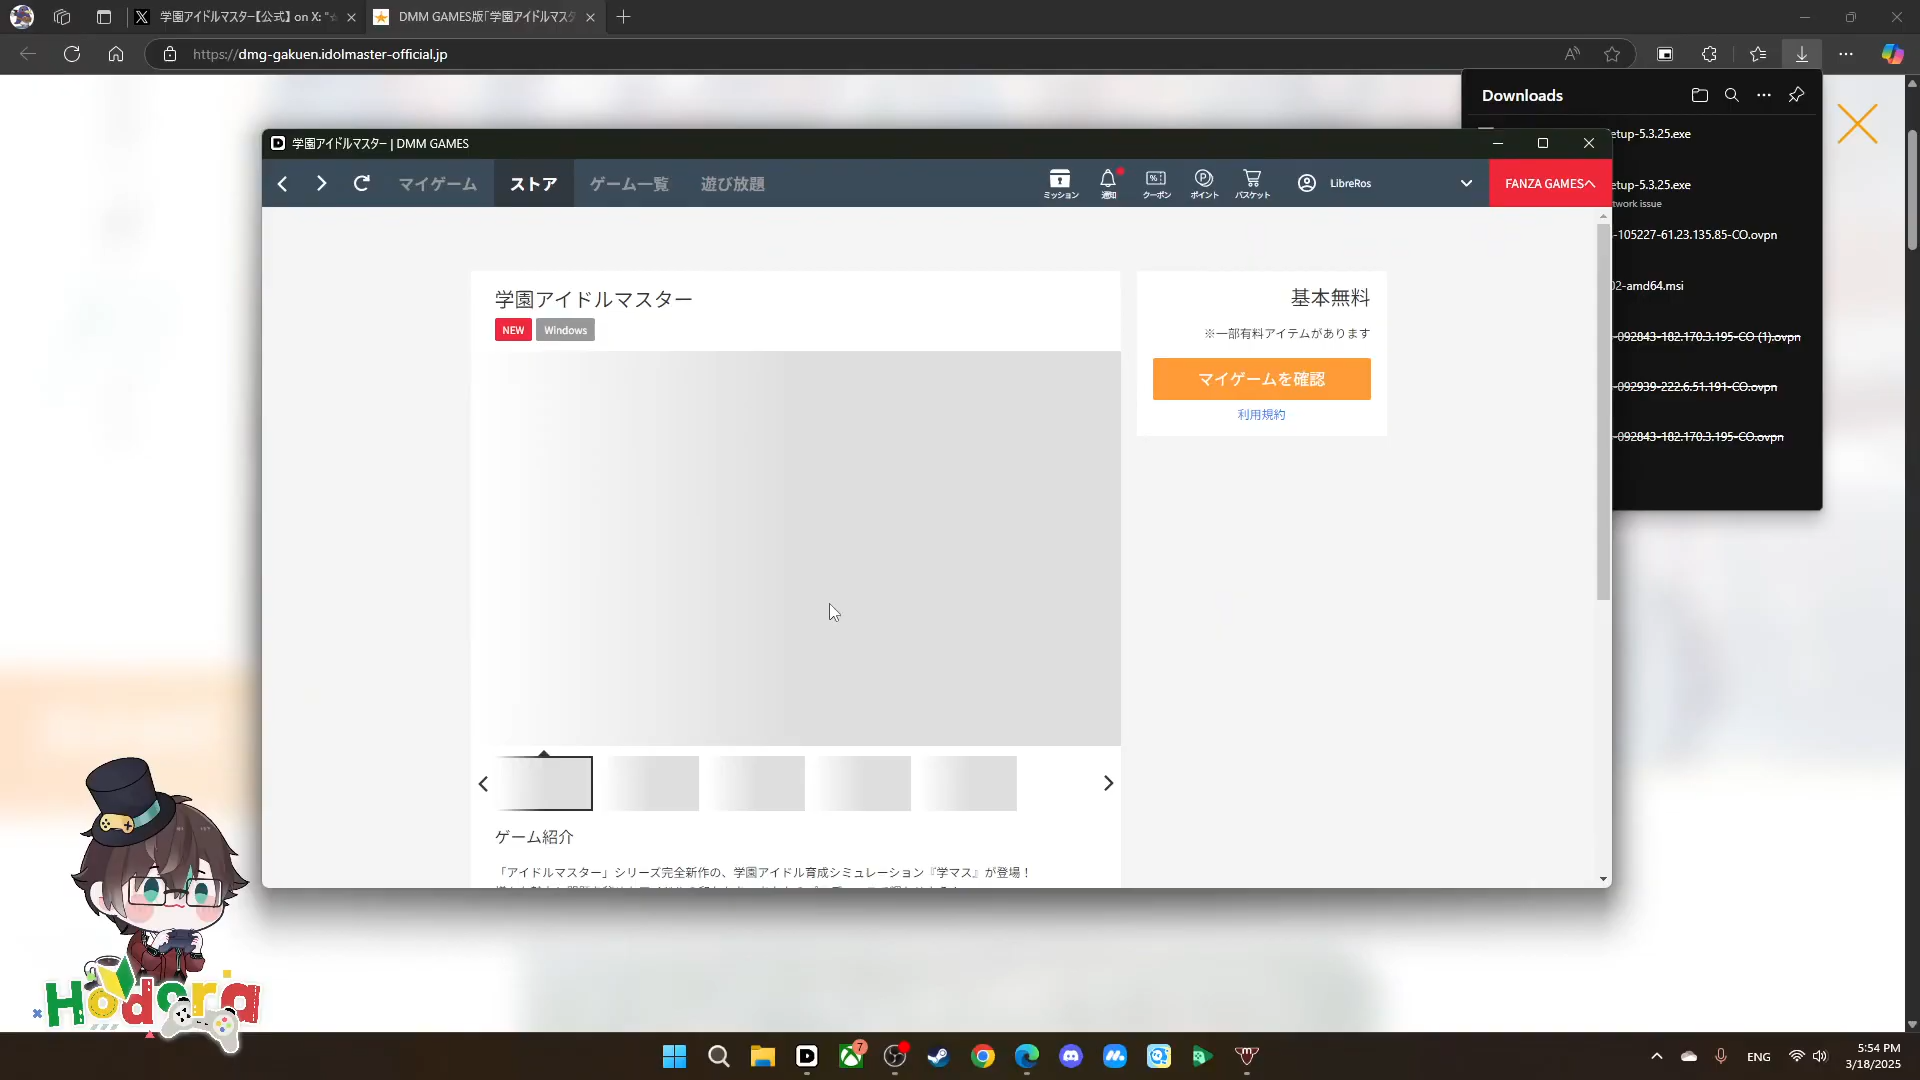 学園アイドルマスター【公式】 on X: "☆
DMM GAMES版「学園アイドルマスタ
https://dmg-gakuen.idolmaster-official.jp
Downloads
etup-5.3.25.exe
etup-5.3.25.exe
twork issue
-105227-61.23.135.85-CO.ovpn
02-amd64.msi
-092843-182.170.3.195-CO (1).ovpn
-092939-222.6.51.191-CO.ovpn
-092843-182.170.3.195-CO.ovpn
学園アイドルマスター | DMM GAMES
マイゲーム
ストア
ゲーム一覧
遊び放題
ミッション
通知
クーポン
ポイント
バスケット
LibreRos
FANZA GAMESへ
学園アイドルマスター
NEW
Windows
基本無料
※一部有料アイテムがあります
マイゲームを確認
利用規約
ゲーム紹介
「アイドルマスター」シリーズ完全新作の、学園アイドル育成シミュレーション『学マス』が登場！
Hodora
7
ENG
5:54 PM
3/18/2025